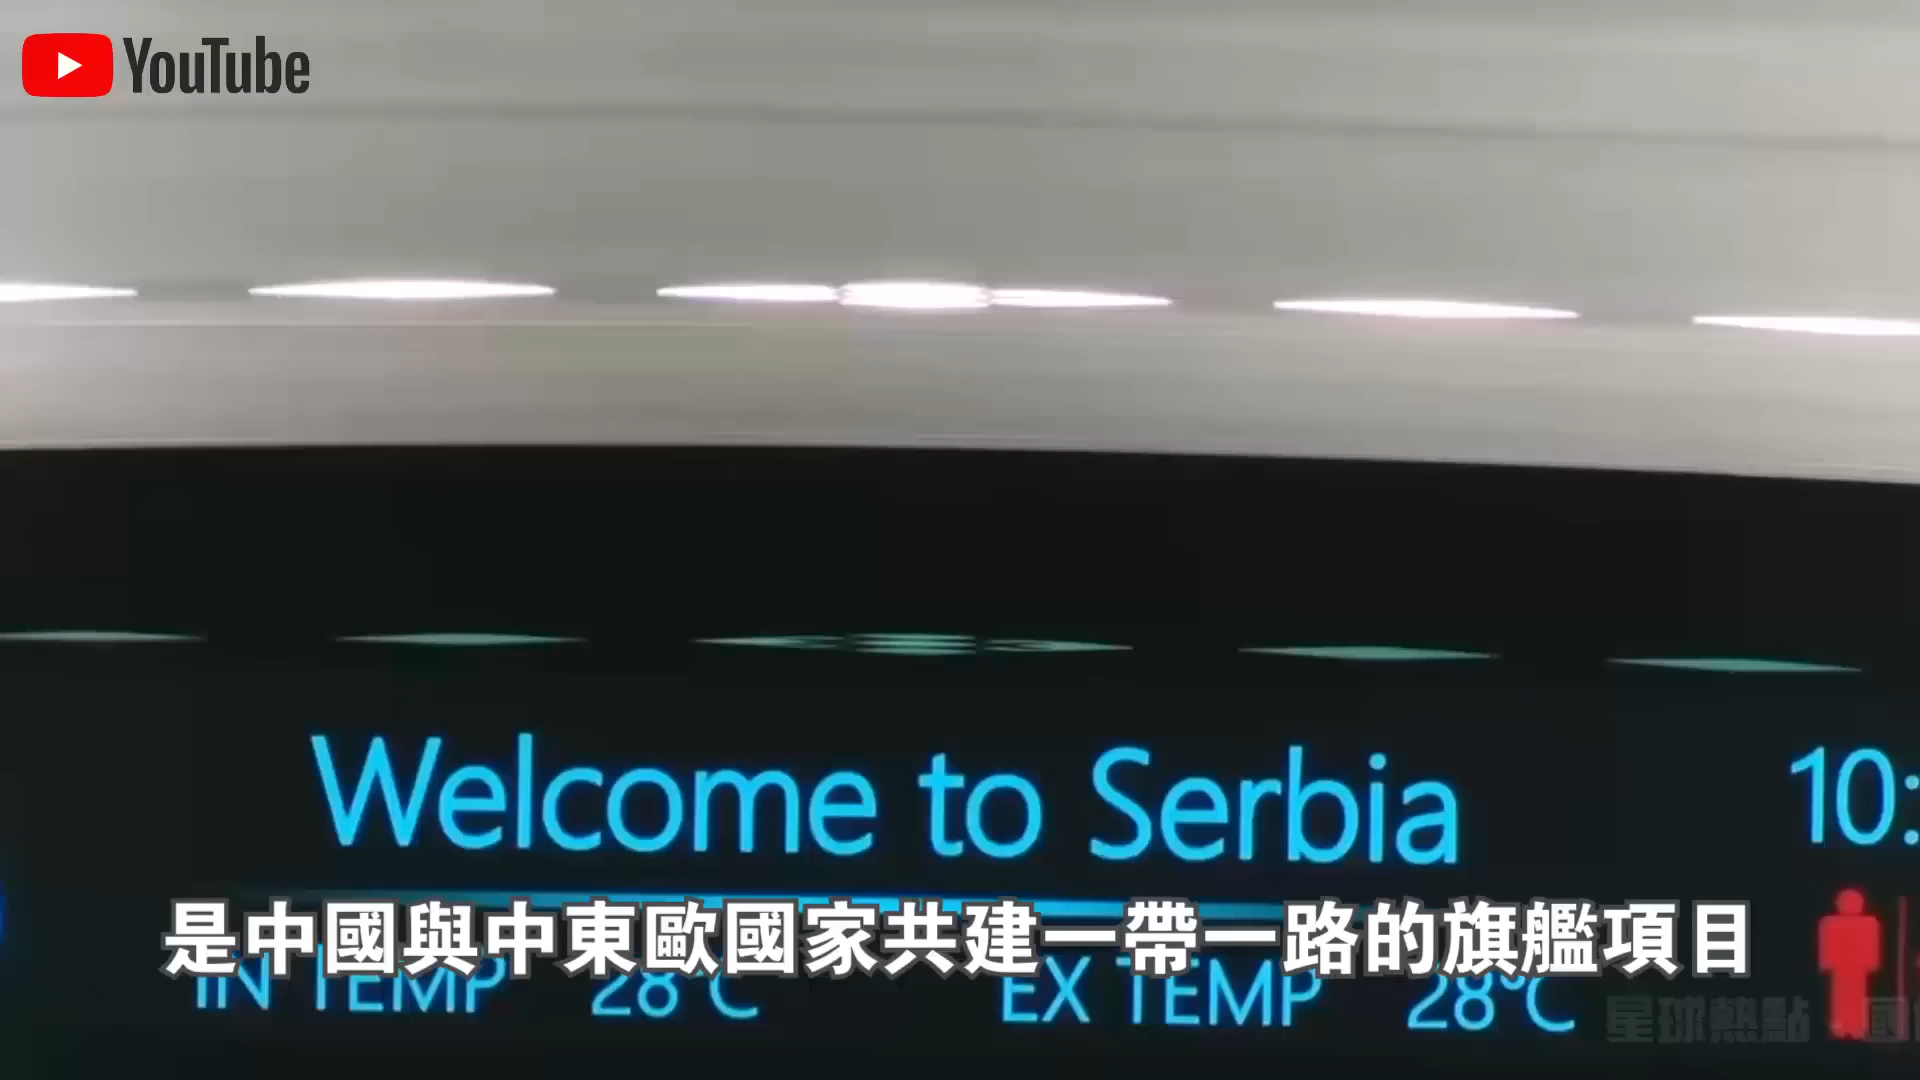 YouTube
Welcome to Serbia
10:
是中國與中東歐國家共建一帶一路的旗艦項目
IN TEMP 28°C EX TEMP 28°C
星球熱點